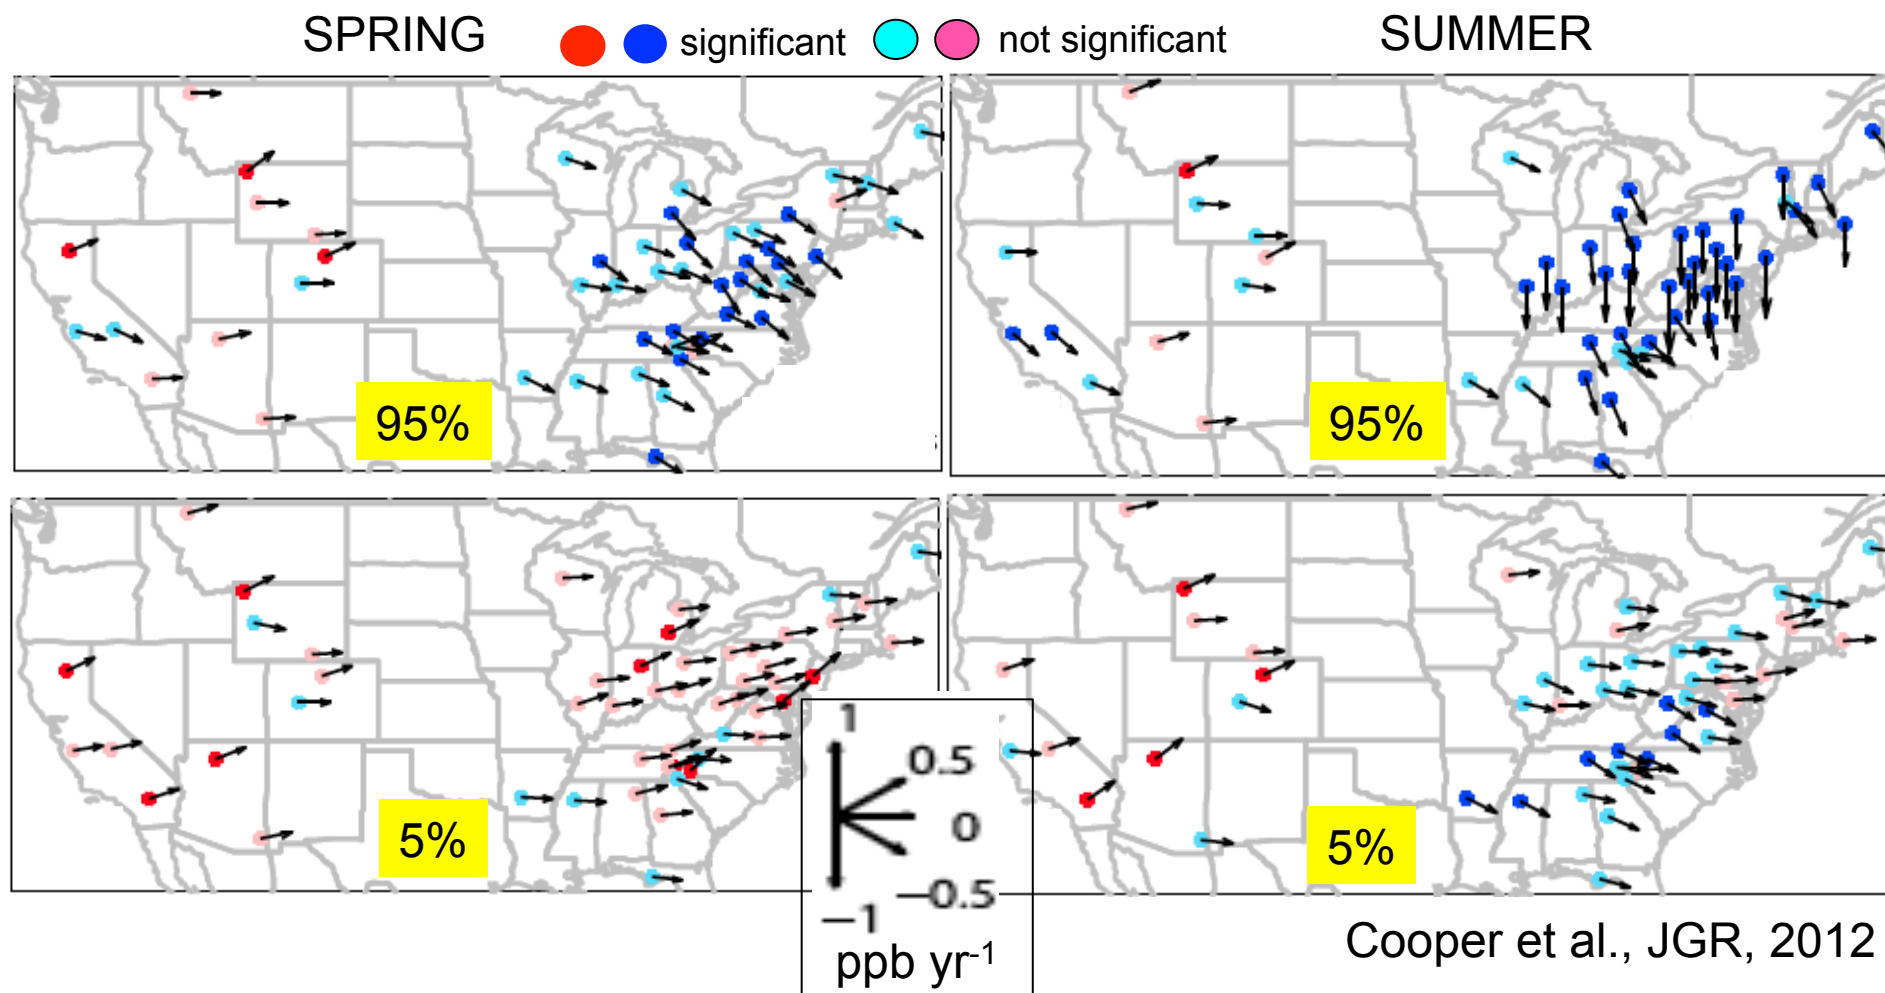 SPRING
significant
not significant
SUMMER
95%
95%
5%
5%
1
0.5
0
−0.5
−1
ppb yr-1
Cooper et al., JGR, 2012